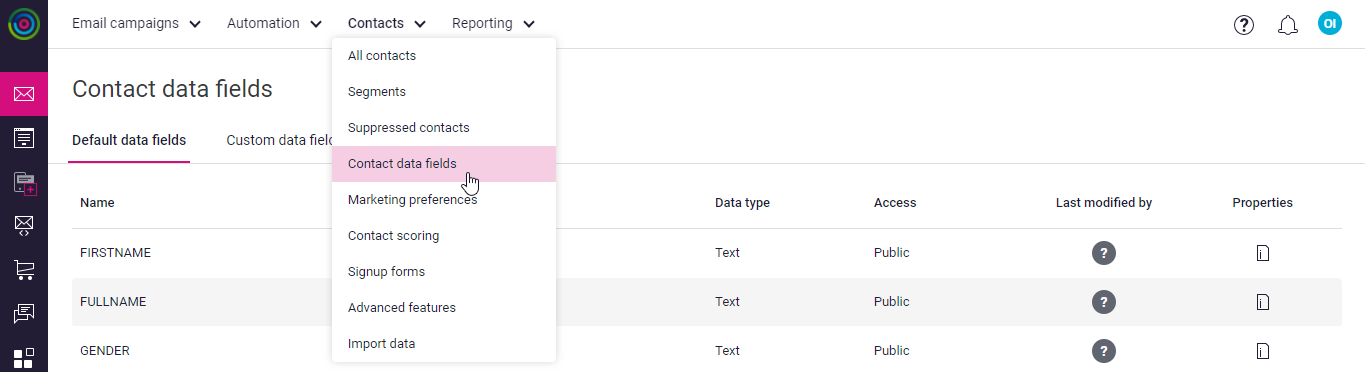 Email campaigns Automation Contacts Reporting ? OI
All contacts
Contact data fields
Segments
Suppressed contacts
Default data fields Custom data field
Contact data fields
Marketing preferences
Name Data type Access Last modified by Properties
Contact scoring
FIRSTNAME Text Public ?
Signup forms
FULLNAME Text Public ?
Advanced features
Import data
GENDER Text Public ?